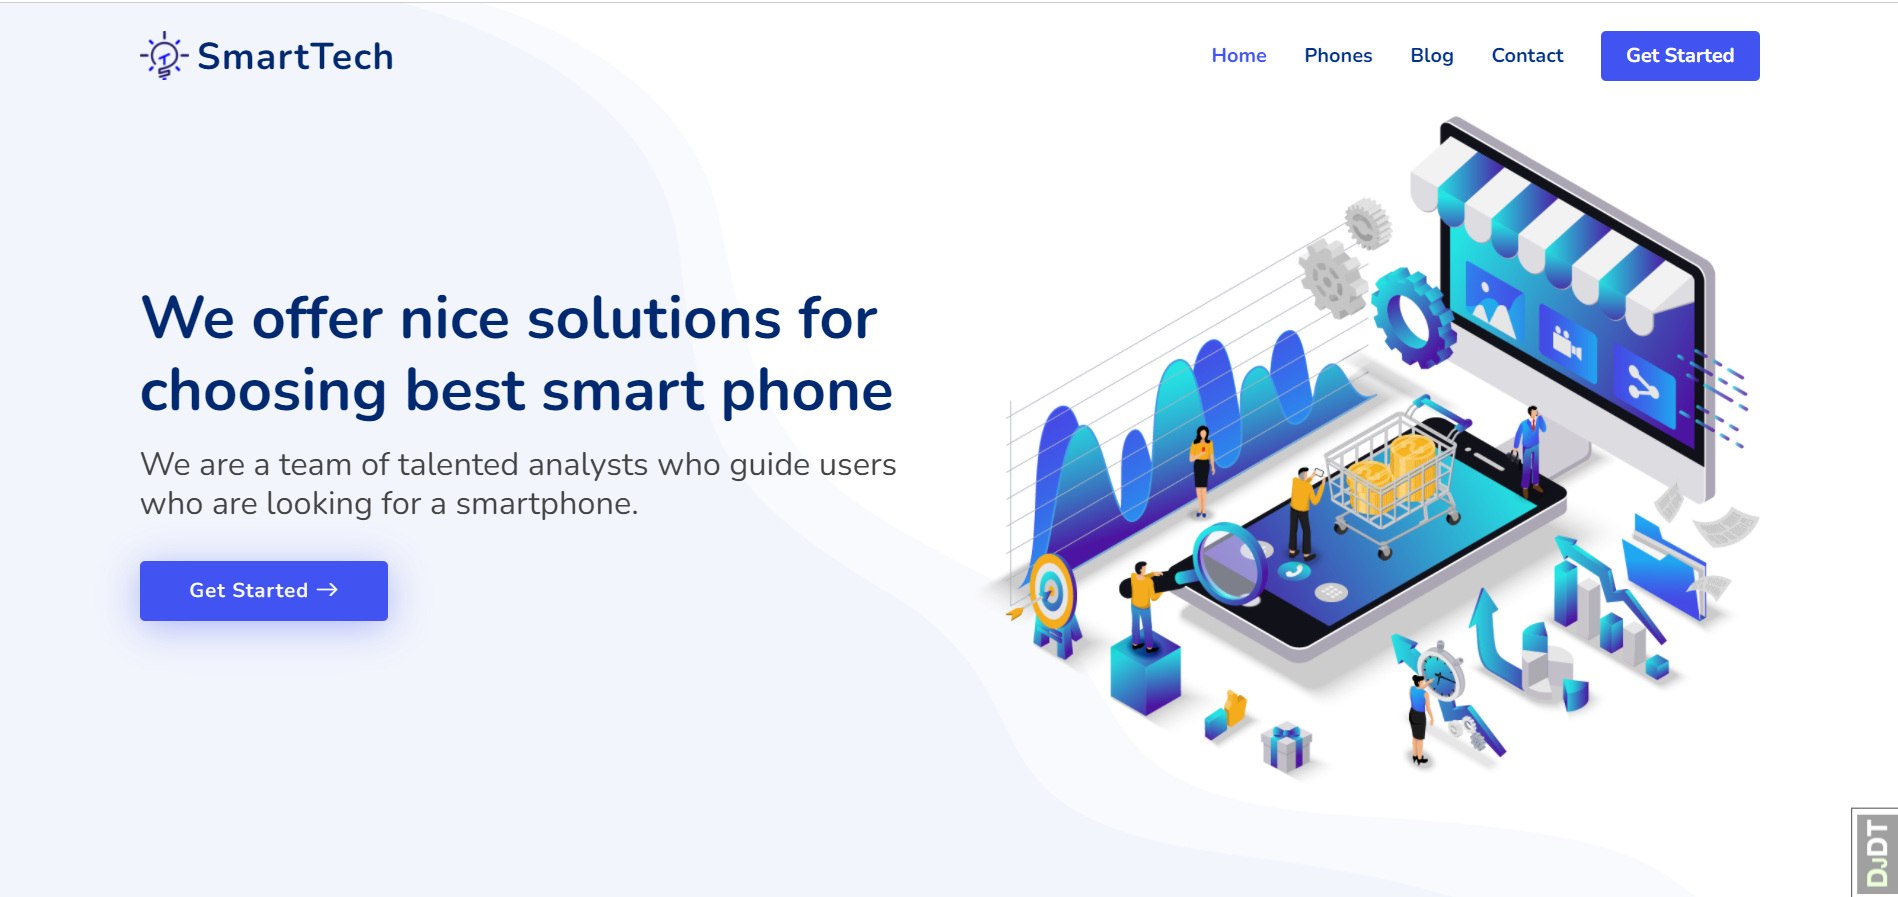 SmartTech
Home
Phones
Blog
Contact
Get Started
We offer nice solutions for
choosing best smart phone
We are a team of talented analysts who guide users
who are looking for a smartphone.
Get Started →
DJDT